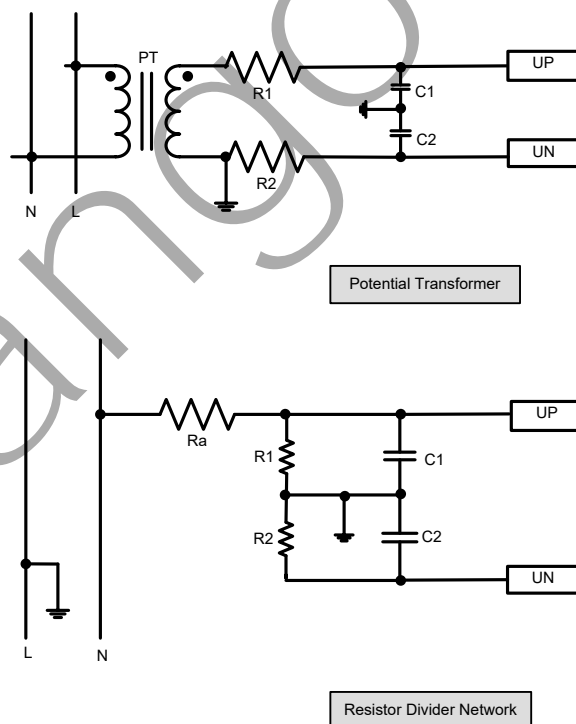 PT
UP
R1
C1
C2
UN
R2
N
L
Potential Transformer
UP
Ra
R1
C1
R2
C2
UN
L
N
Resistor Divider Network